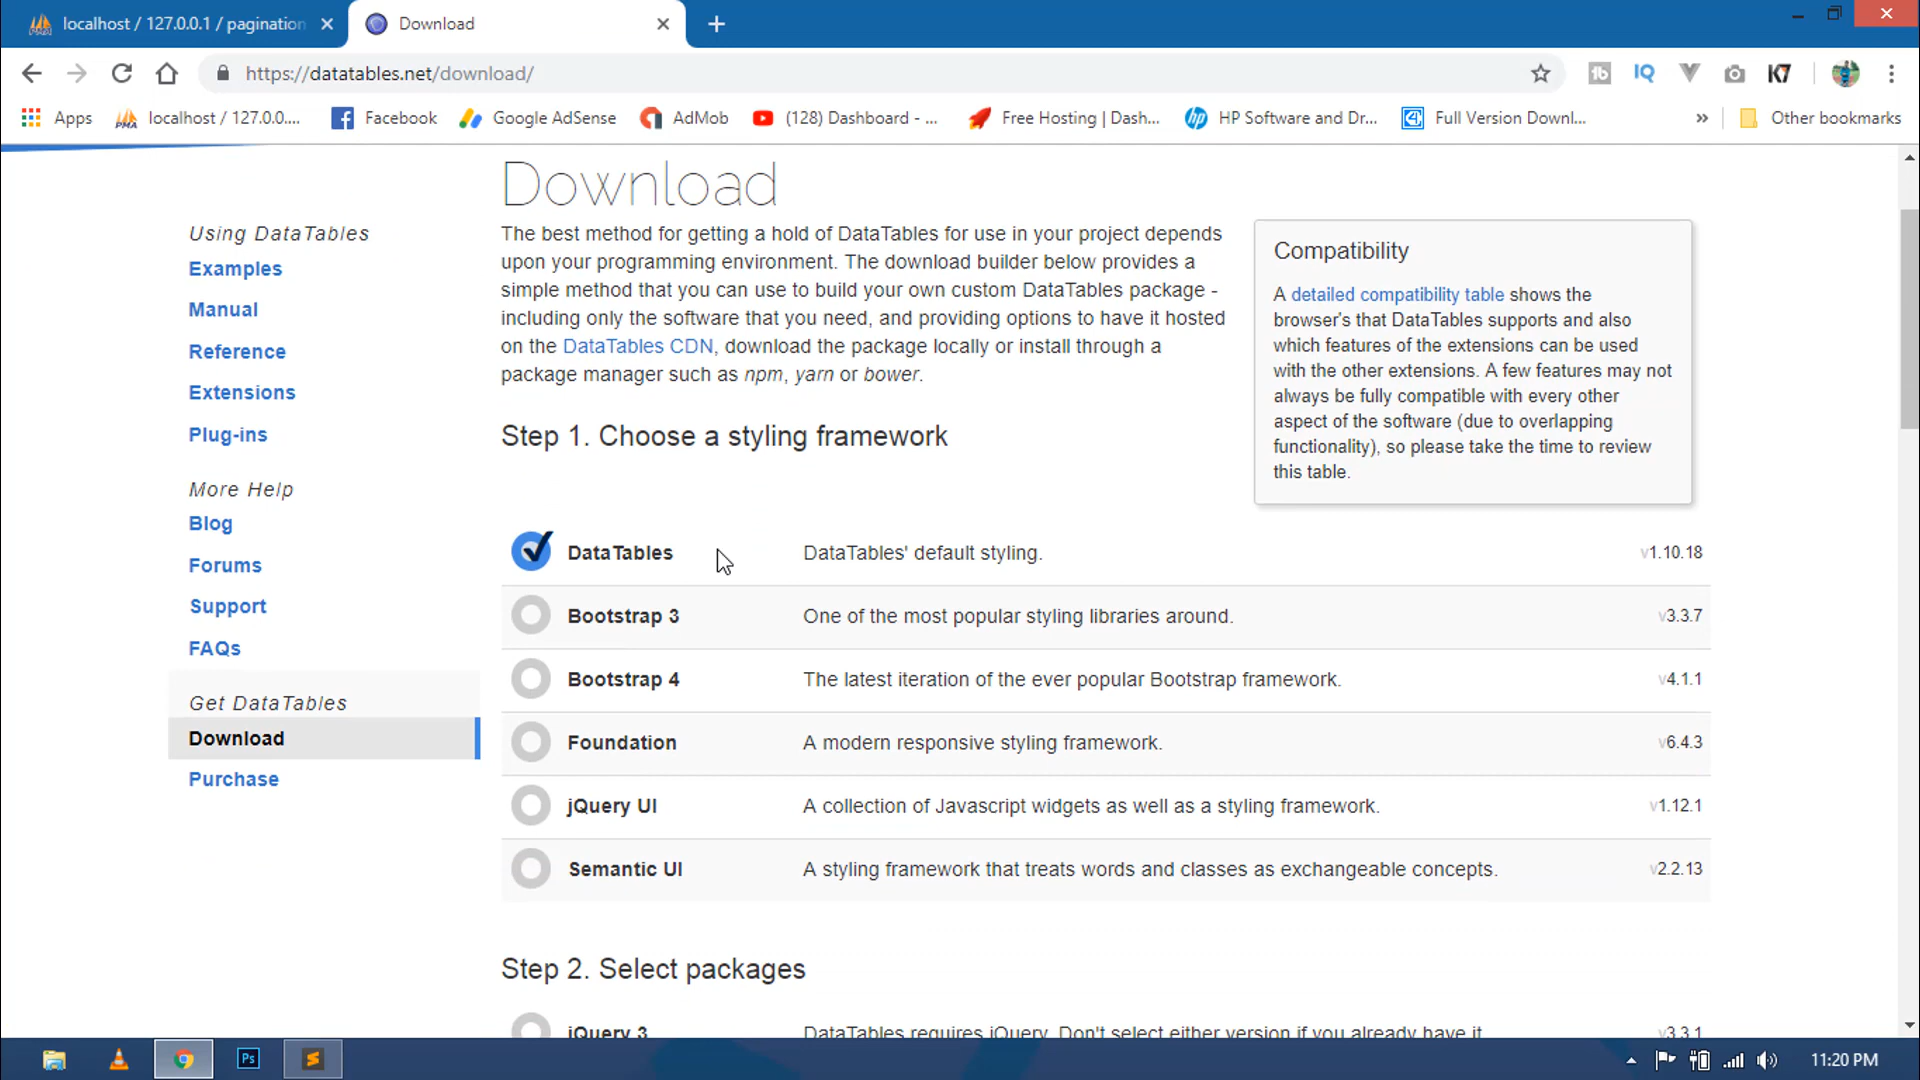 localhost / 127.0.0.1 / pagination
Download
https://datatables.net/download/
Apps
localhost / 127.0.0....
Facebook
Google AdSense
AdMob
(128) Dashboard - ...
Free Hosting | Dash...
HP Software and Dr...
Full Version Downl...
»
Other bookmarks
Download
Using DataTables
Examples
Manual
Reference
Extensions
Plug-ins
More Help
Blog
Forums
Support
FAQs
Get DataTables
Download
Purchase
The best method for getting a hold of DataTables for use in your project depends
upon your programming environment. The download builder below provides a
simple method that you can use to build your own custom DataTables package -
including only the software that you need, and providing options to have it hosted
on the DataTables CDN, download the package locally or install through a
package manager such as npm, yarn or bower.
Compatibility
A detailed compatibility table shows the
browser's that DataTables supports and also
which features of the extensions can be used
with the other extensions. A few features may not
always be fully compatible with every other
aspect of the software (due to overlapping
functionality), so please take the time to review
this table.
Step 1. Choose a styling framework
DataTables DataTables' default styling. v1.10.18
Bootstrap 3 One of the most popular styling libraries around. v3.3.7
Bootstrap 4 The latest iteration of the ever popular Bootstrap framework. v4.1.1
Foundation A modern responsive styling framework. v6.4.3
jQuery UI A collection of Javascript widgets as well as a styling framework. v1.12.1
Semantic UI A styling framework that treats words and classes as exchangeable concepts. v2.2.13
Step 2. Select packages
jQuery 3 DataTables requires jQuery. Don't select either version if you already have it v3.3.1
Ps
11:20 PM